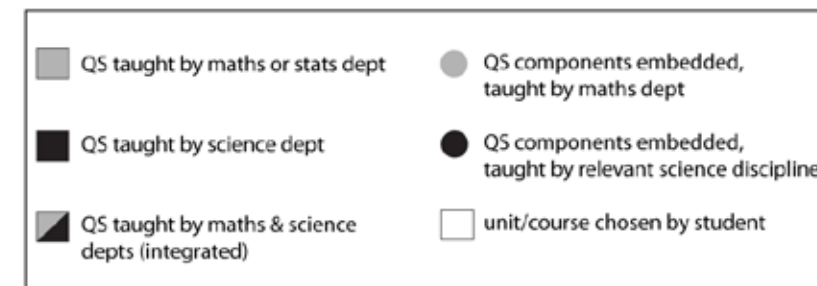 QS taught by maths or stats dept
QS taught by science dept
QS taught by maths & science
depts (integrated)
QS components embedded,
taught by maths dept
QS components embedded,
taught by relevant science discipline
unit/course chosen by student